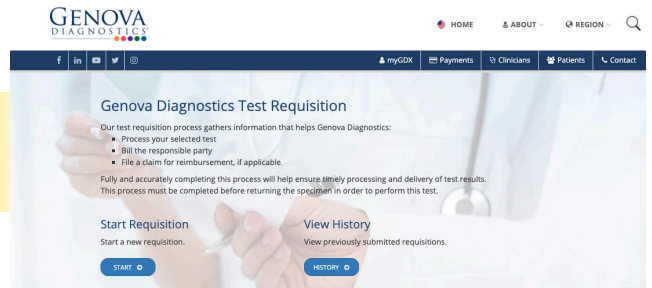 GENOVA
DIAGNOSTICS
HOME ABOUT REGION
f in myGDX Payments Clinicians Patients Contact
Genova Diagnostics Test Requisition
Our test requisition process gathers information that helps Genova Diagnostics:
Process your selected test
Bill the responsible party
File a claim for reimbursement, if applicable
Fully and accurately completing this process will help ensure timely processing and delivery of test results.
This process must be completed before returning the specimen in order to perform this test.
Start Requisition
Start a new requisition.
START
View History
View previously submitted requisitions.
HISTORY